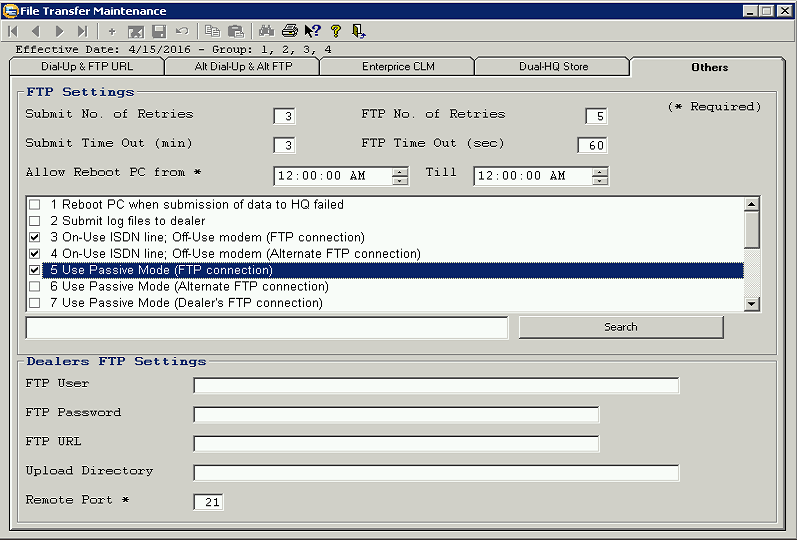 File Transfer Maintenance
Effective Date: 4/15/2016 - Group: 1, 2, 3, 4
Dial-Up & FTP URL Alt Dial-Up & Alt FTP Enterprice CLM Dual-HQ Store Others
FTP Settings
(* Required)
Submit No. of Retries 3 FTP No. of Retries 5
Submit Time Out (min) 3 FTP Time Out (sec) 60
Allow Reboot PC from * 12:00:00 AM Till 12:00:00 AM
1 Reboot PC when submission of data to HQ failed
2 Submit log files to dealer
3 On-Use ISDN line; Off-Use modem (FTP connection)
4 On-Use ISDN line; Off-Use modem (Alternate FTP connection)
5 Use Passive Mode (FTP connection)
6 Use Passive Mode (Alternate FTP connection)
7 Use Passive Mode (Dealer's FTP connection)
Search
Dealers FTP Settings
FTP User
FTP Password
FTP URL
Upload Directory
Remote Port * 21